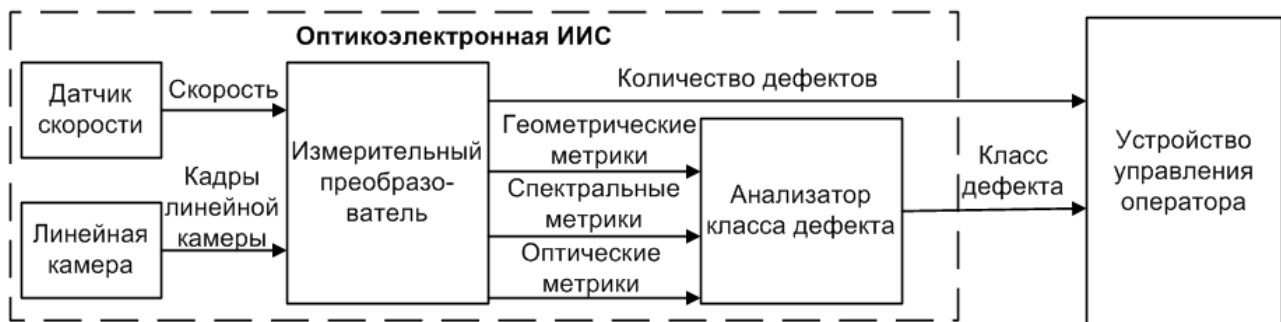 Оптикоэлектронная ИИС
Датчик
скорости
Скорость
Линейная
камера
Кадры
линейной
камеры
Измерительный
преобразо-
ватель
Количество дефектов
Геометрические
метрики
Спектральные
метрики
Оптические
метрики
Анализатор
класса дефекта
Класс
дефекта
Устройство
управления
оператора